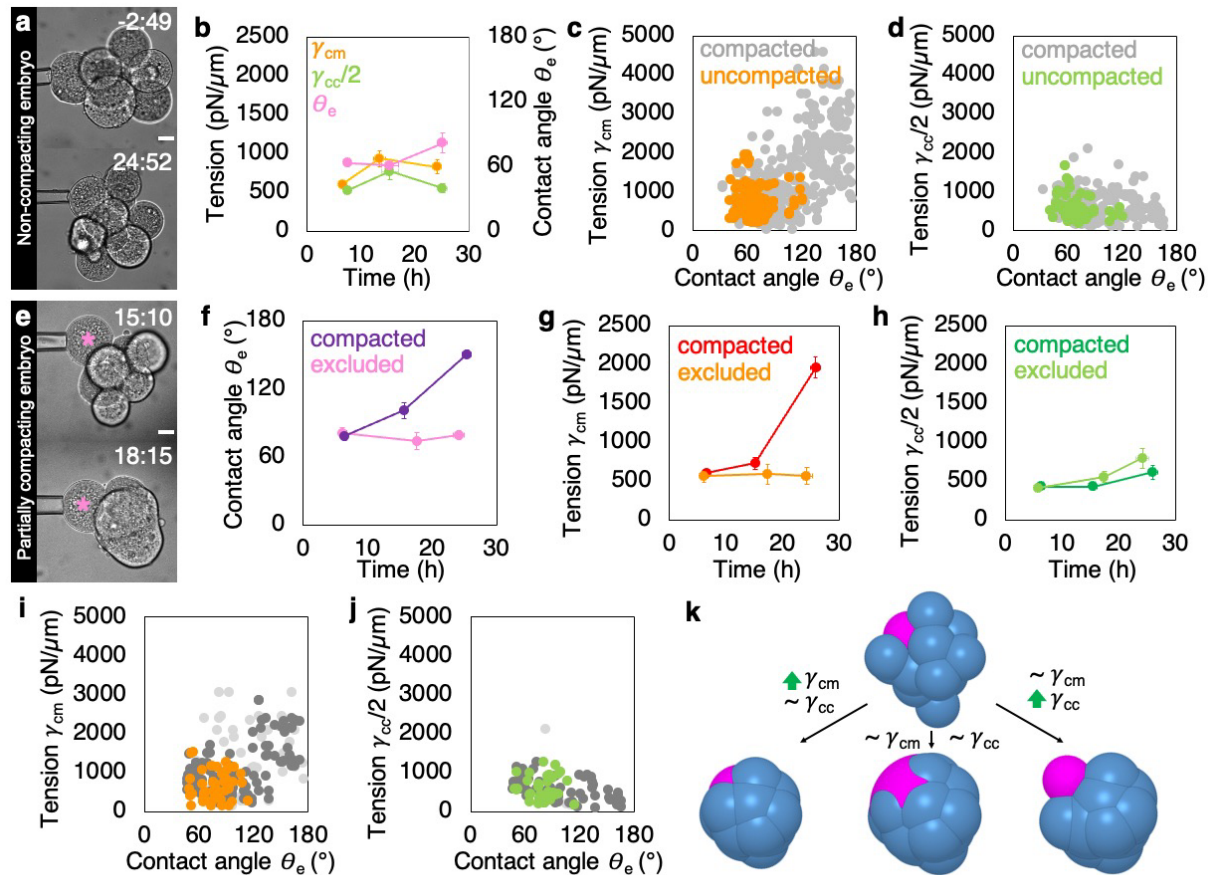 a
Non-compacting embryo
-2:49
24:52
b
Tension (pN/µm)
2500
2000
1500
1000
500
0
γcm
γcc/2
θe
180
120
60
0
Contact angle θe (°)
0 10 20 30
Time (h)
c
Tension γcm (pN/µm)
5000
4000
3000
2000
1000
0
compacted
uncompacted
0 60 120 180
Contact angle θe (°)
d
Tension γcc/2 (pN/µm)
5000
4000
3000
2000
1000
0
compacted
uncompacted
0 60 120 180
Contact angle θe (°)
e
Partially compacting embryo
15:10
*
18:15
*
f
Contact angle θe (°)
180
120
60
0
compacted
excluded
0 10 20 30
Time (h)
g
Tension γcm (pN/µm)
2500
2000
1500
1000
500
0
compacted
excluded
0 10 20 30
Time (h)
h
Tension γcc/2 (pN/µm)
2500
2000
1500
1000
500
0
compacted
excluded
0 10 20 30
Time (h)
i
Tension γcm (pN/µm)
5000
4000
3000
2000
1000
0
0 60 120 180
Contact angle θe (°)
j
Tension γcc/2 (pN/µm)
5000
4000
3000
2000
1000
0
0 60 120 180
Contact angle θe (°)
k
γcm
~ γcc
~ γcm ~ γcc
~ γcm
γcc